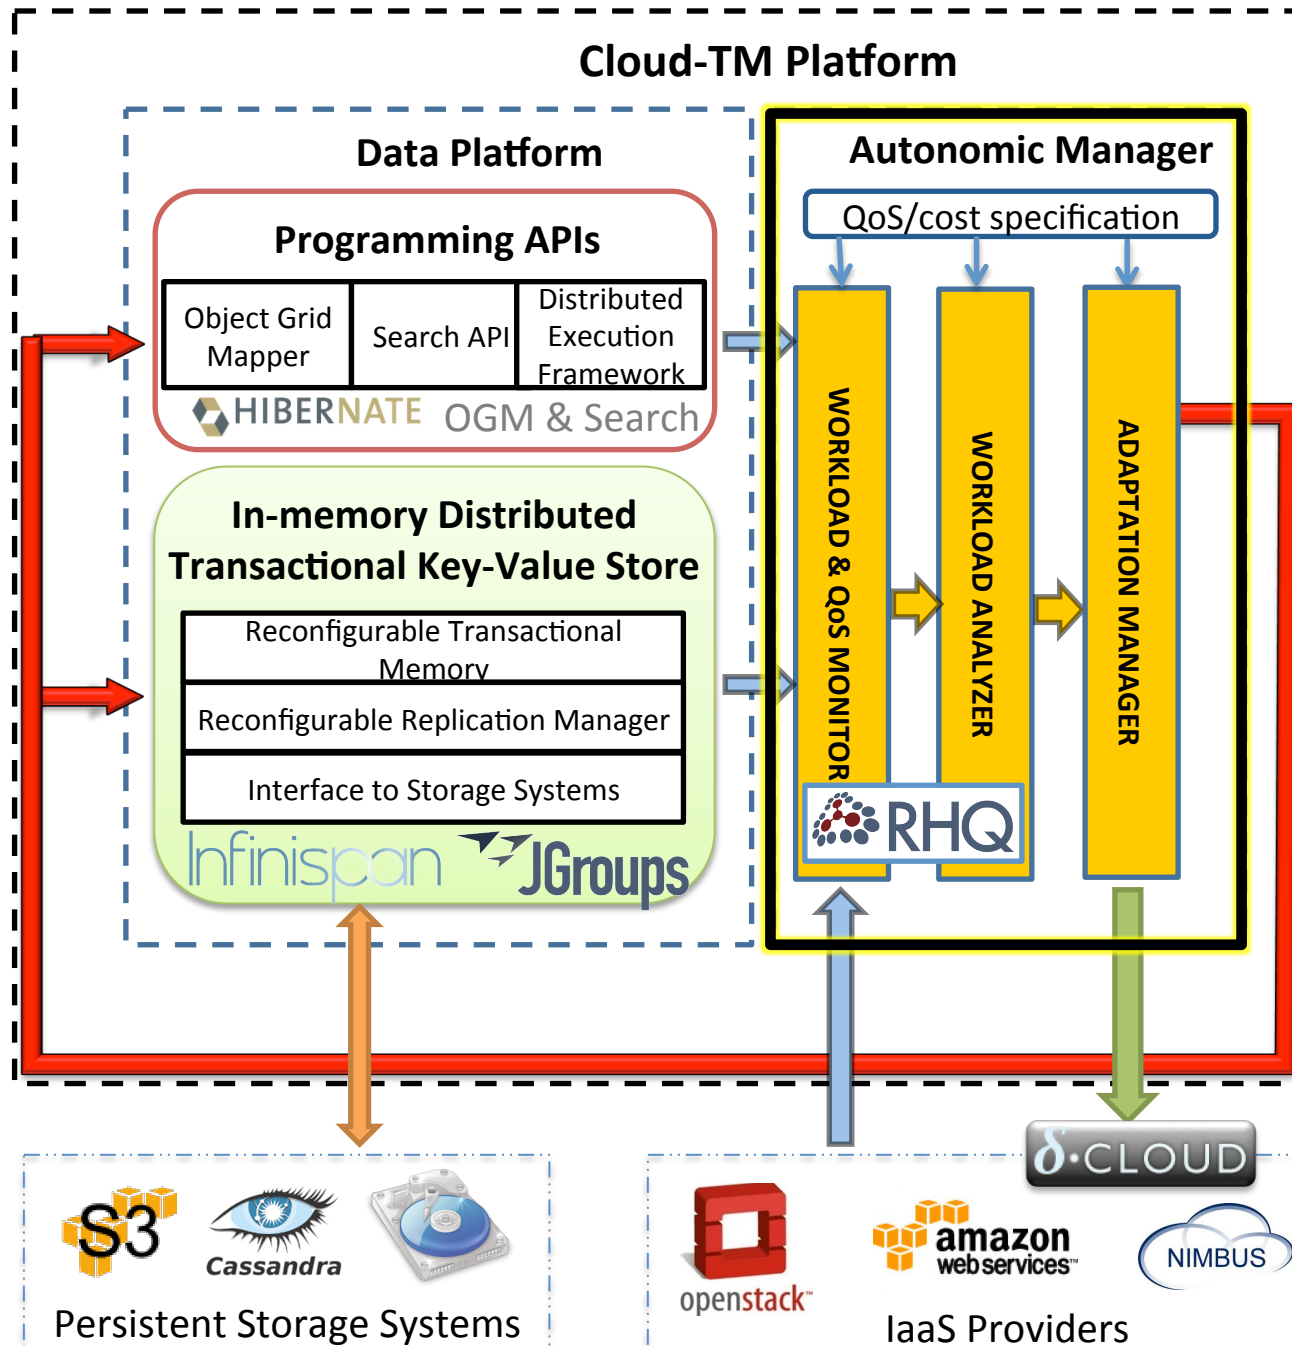 Cloud-TM Platform
Data Platform
Programming APIs
Object Grid
Mapper
Search API
Distributed
Execution
Framework
HIBERNATE OGM & Search
In-memory Distributed
Transactional Key-Value Store
Reconfigurable Transactional
Memory
Reconfigurable Replication Manager
Interface to Storage Systems
Infinispan
JGroups
Autonomic Manager
QoS/cost specification
WORKLOAD & QoS MONITOR
WORKLOAD ANALYZER
ADAPTATION MANAGER
RHQ
δ·CLOUD
S3
Cassandra
Persistent Storage Systems
openstack™
amazon
web services™
NIMBUS
IaaS Providers